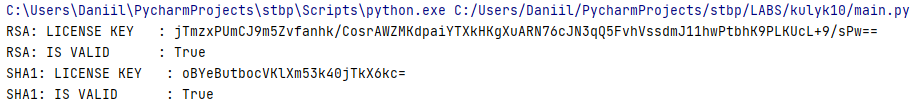 C:\Users\Daniil\PycharmProjects\stbp\Scripts\python.exe C:/Users/Daniil/PycharmProjects/stbp/LABS/kulyk10/main.py
RSA: LICENSE KEY   : jTmzxPUmCJ9m5Zvfanhk/CosrAWZMKdpaiYTXkHKgXuARN76cJN3qQ5FvhVssdmJ11hwPtbhK9PLKUcL+9/sPw==
RSA: IS VALID      : True
SHA1: LICENSE KEY   : oBYeButbocVKlXm53k40jTkX6kc=
SHA1: IS VALID      : True